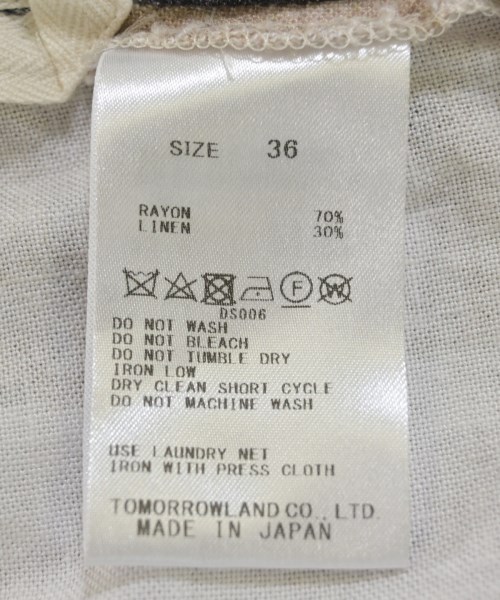 SIZE 36
RAYON 70%
LINEN 30%
F W
DS006
DO NOT WASH
DO NOT BLEACH
DO NOT TUMBLE DRY
IRON LOW
DRY CLEAN SHORT CYCLE
DO NOT MACHINE WASH
USE LAUNDRY NET
IRON WITH PRESS CLOTH
TOMORROWLAND CO., LTD.
MADE IN JAPAN